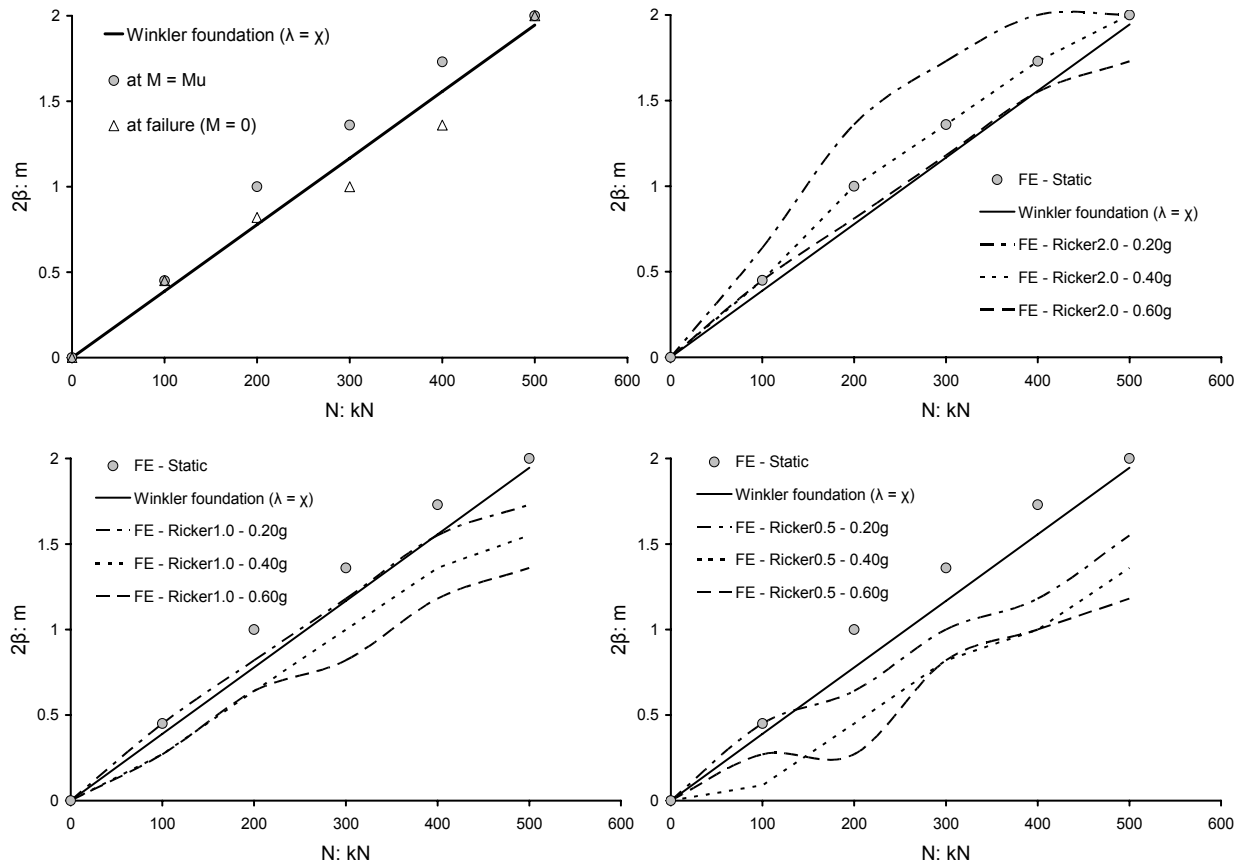 2
1.5
1
0.5
0
2β: m
Winkler foundation (λ = χ)
at M = Mu
at failure (M = 0)
0 100 200 300 400 500 600
N: kN
2
1.5
1
0.5
0
2β: m
FE - Static
Winkler foundation (λ = χ)
FE - Ricker2.0 - 0.20g
FE - Ricker2.0 - 0.40g
FE - Ricker2.0 - 0.60g
0 100 200 300 400 500 600
N: kN
2
1.5
1
0.5
0
2β: m
FE - Static
Winkler foundation (λ = χ)
FE - Ricker1.0 - 0.20g
FE - Ricker1.0 - 0.40g
FE - Ricker1.0 - 0.60g
0 100 200 300 400 500 600
N: kN
2
1.5
1
0.5
0
2β: m
FE - Static
Winkler foundation (λ = χ)
FE - Ricker0.5 - 0.20g
FE - Ricker0.5 - 0.40g
FE - Ricker0.5 - 0.60g
0 100 200 300 400 500 600
N: kN